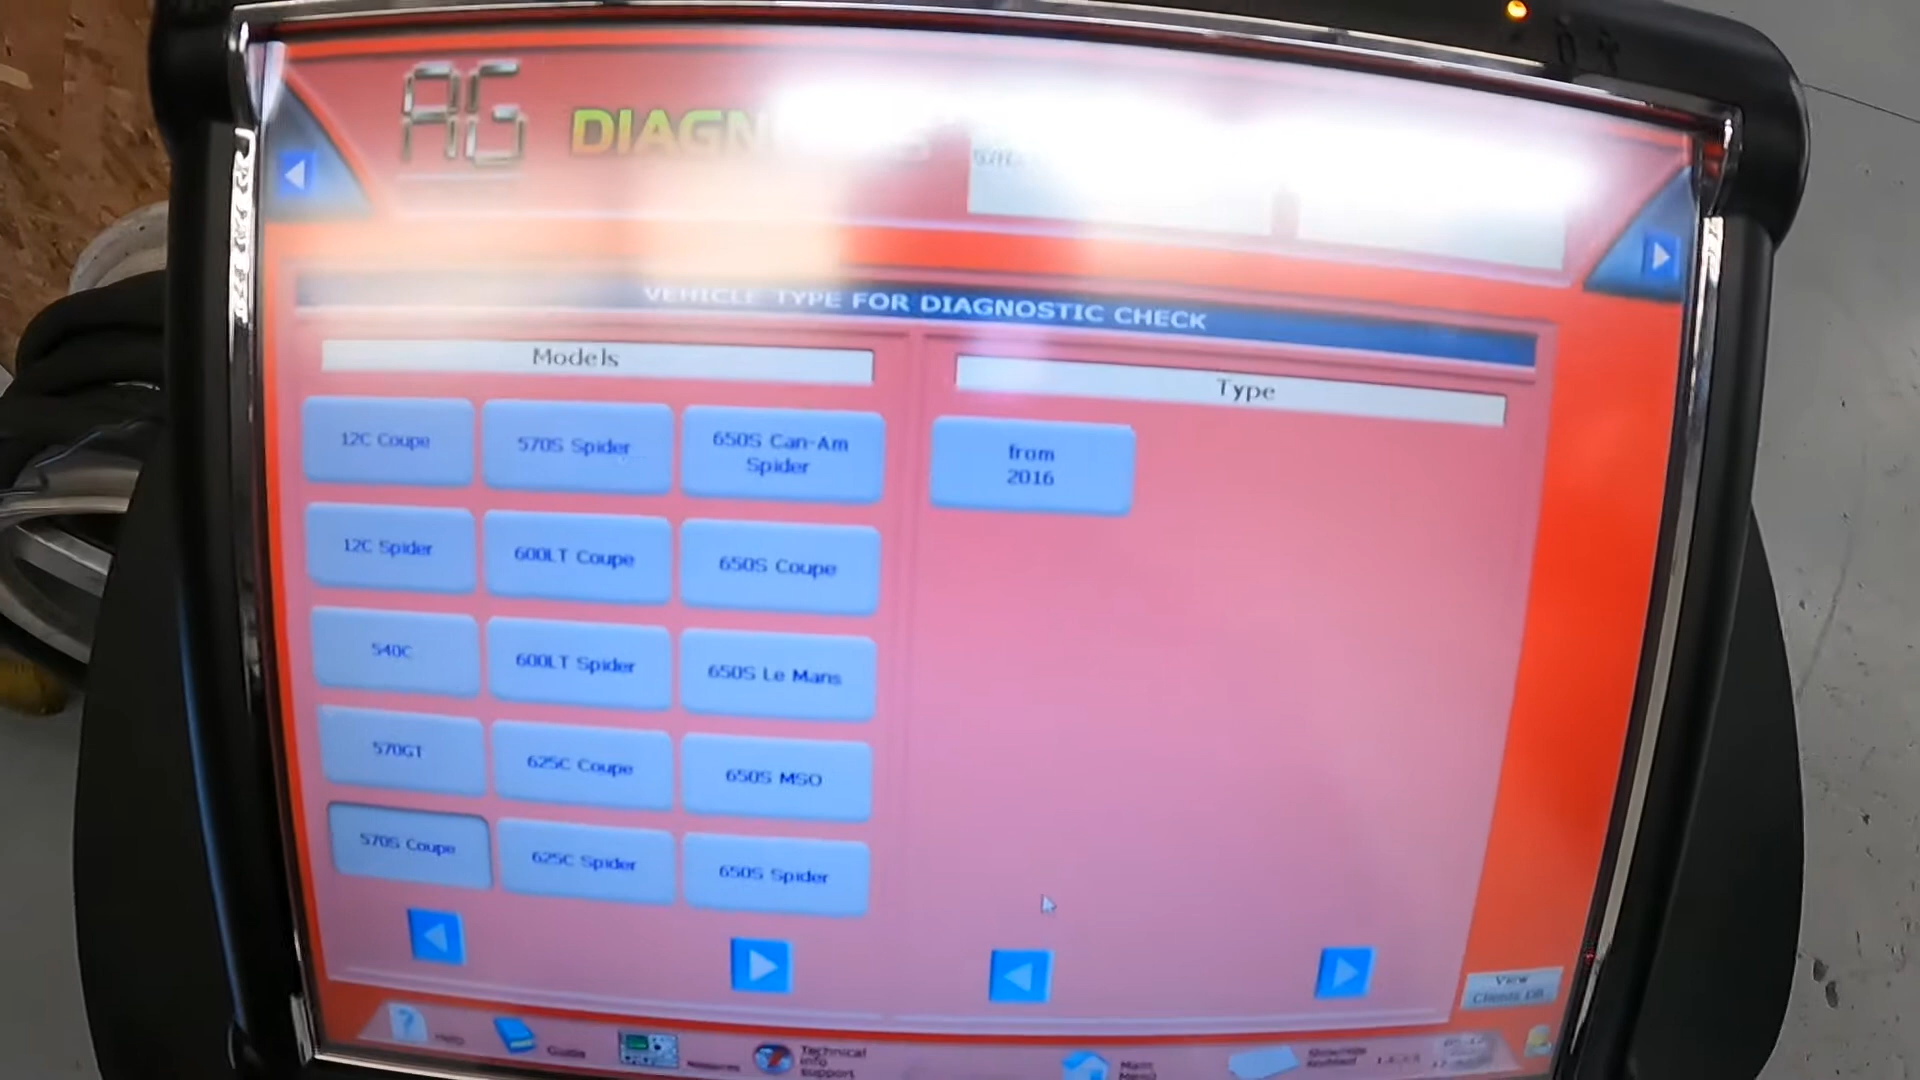 AG
VEHICLE TYPE FOR DIAGNOSTIC CHECK
Models
Type
12C Coupe
570S Spider
650S Can-Am
Spider
from
2016
12C Spider
600LT Coupe
650S Coupe
540C
600LT Spider
650S Le Mans
570GT
625C Coupe
650S MSO
570S Coupe
625C Spider
650S Spider
View
Clients DB
?
Help
Guide
Technical
info
support
Main
Menu